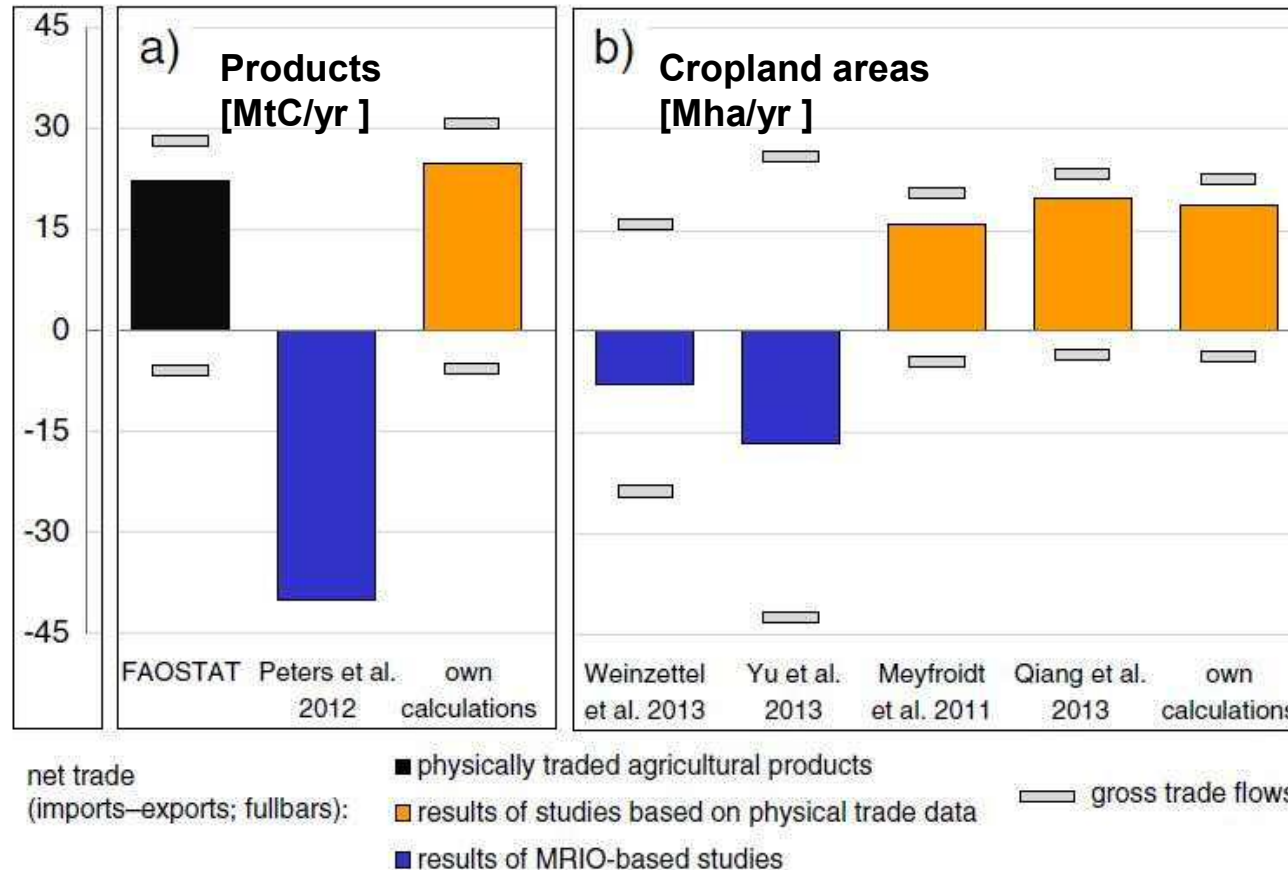 45
30
15
0
-15
-30
-45
a)
Products
[MtC/yr ]
FAOSTAT
Peters et al.
2012
own
calculations
b)
Cropland areas
[Mha/yr ]
Weinzettel
et al. 2013
Yu et al.
2013
Meyfroidt
et al. 2011
Qiang et al.
2013
own
calculations
net trade
(imports–exports; fullbars):
physically traded agricultural products
results of studies based on physical trade data
results of MRIO-based studies
gross trade flows